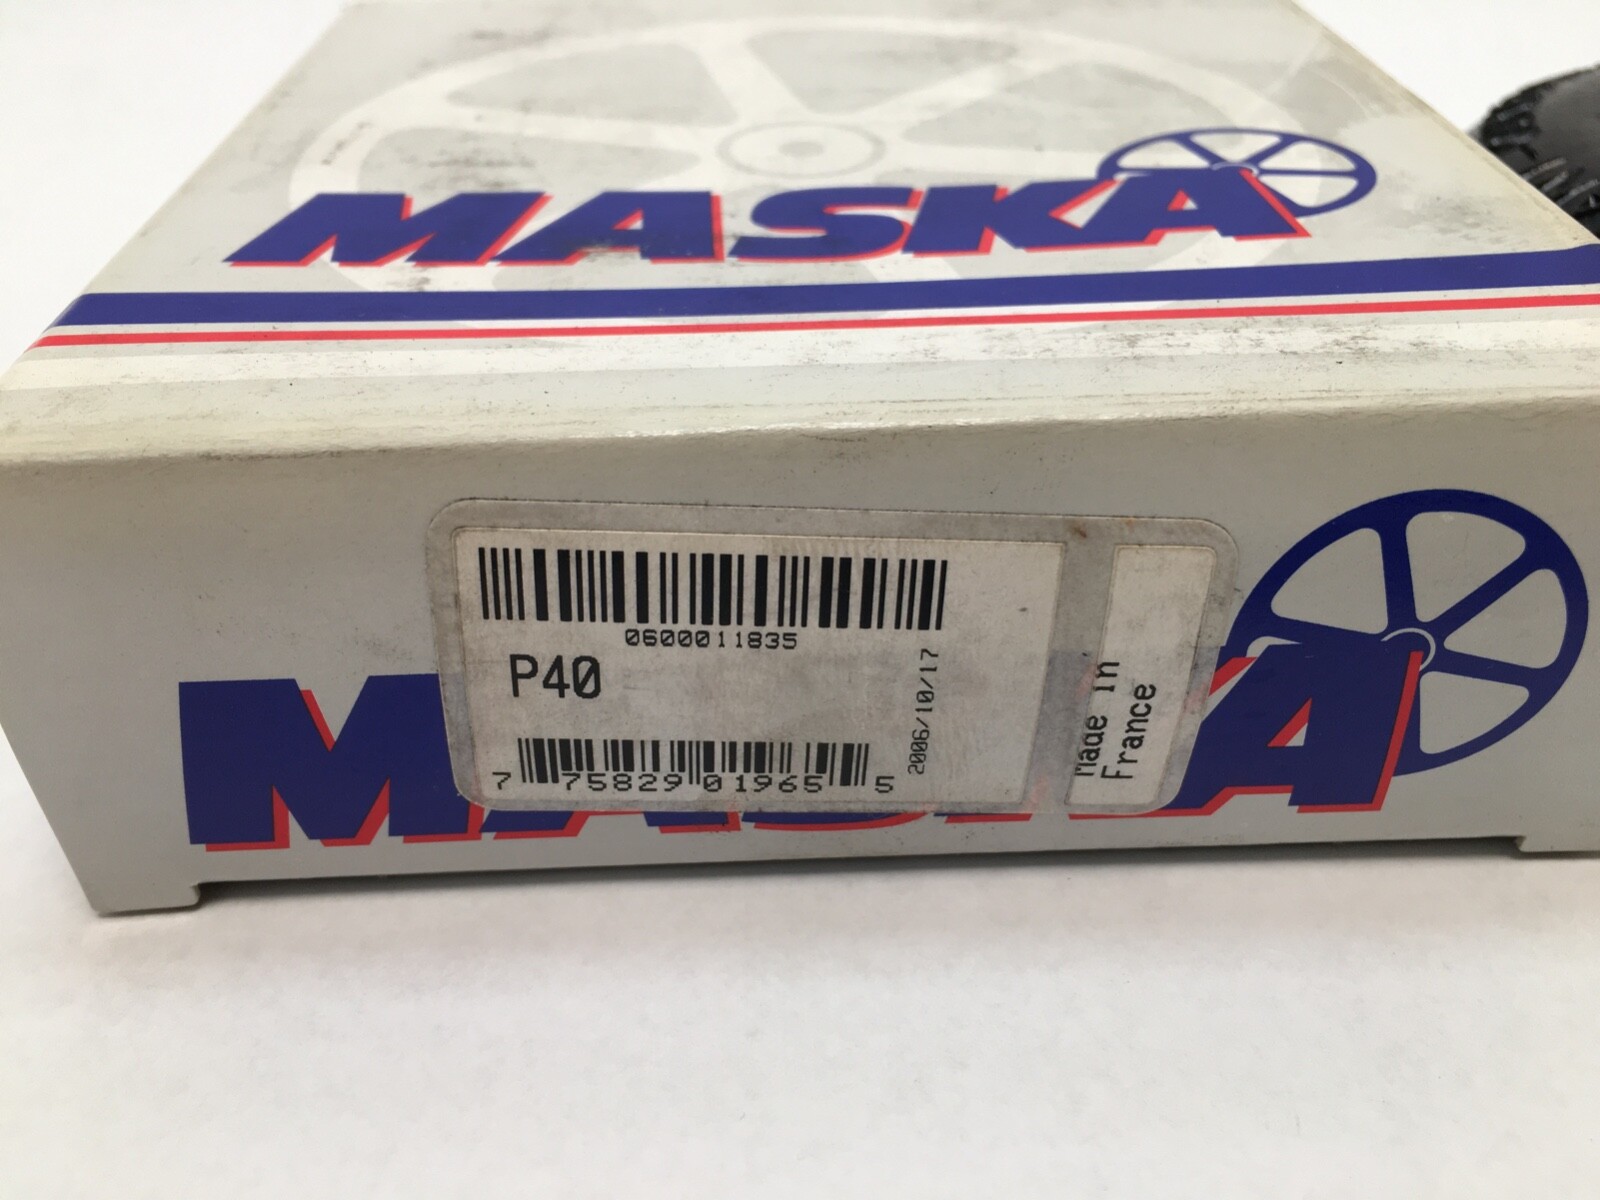 MASKA
0600011835
P40
2006/10/17
7 75829 01965 5
Made in
France
MASKA